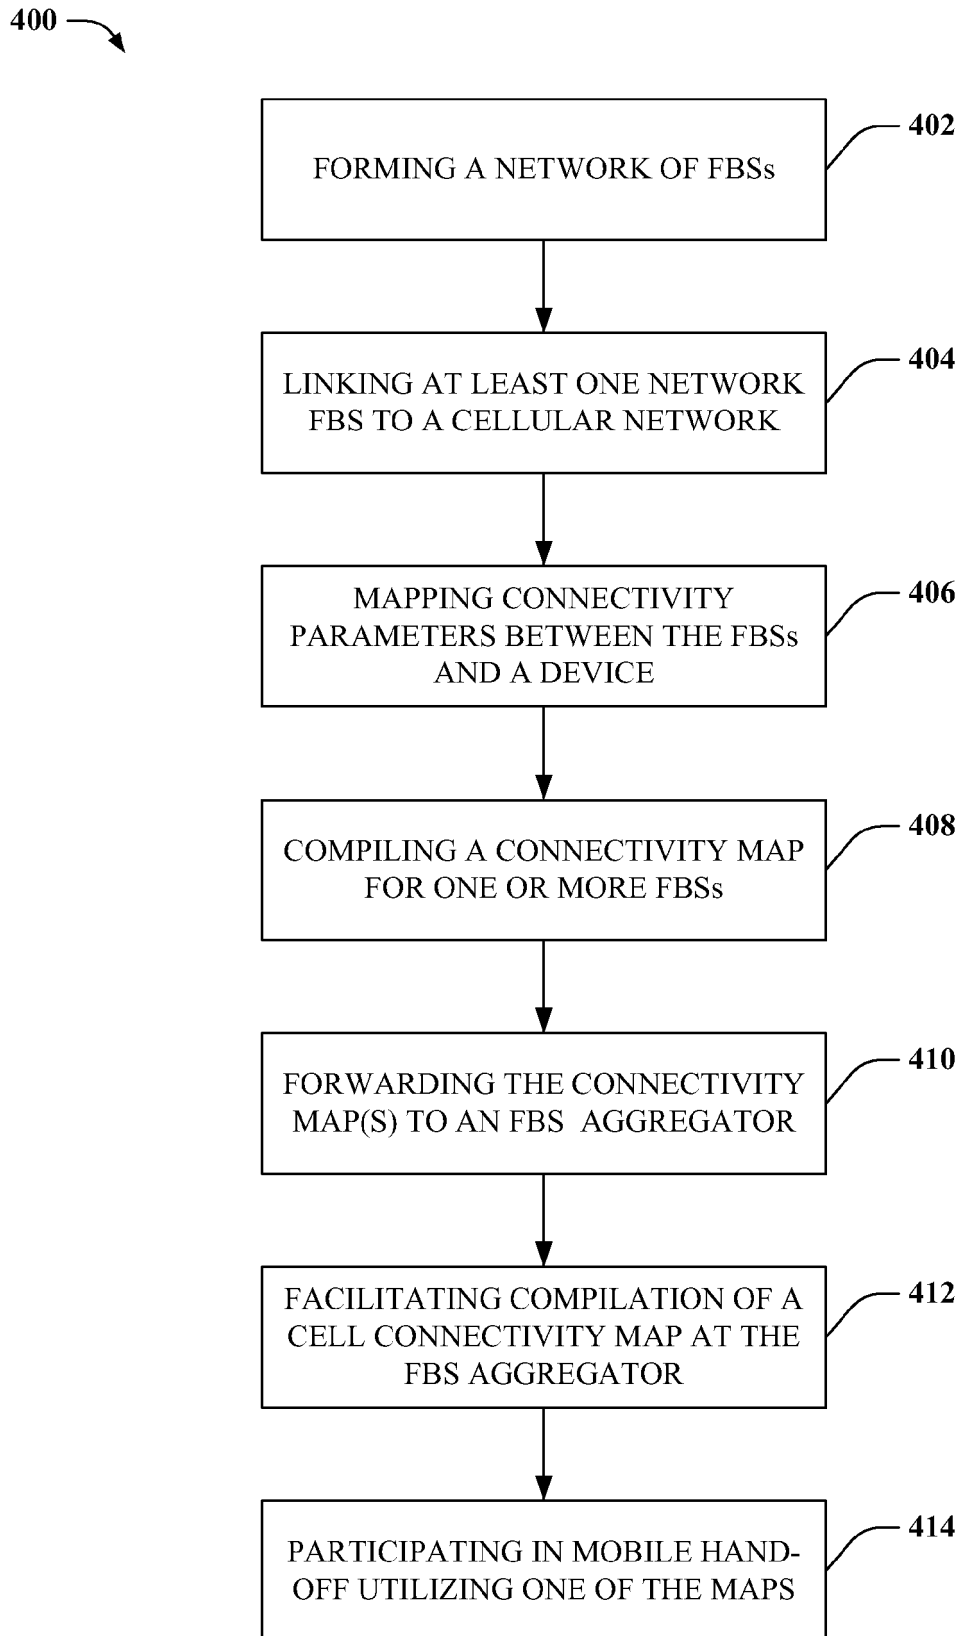 400
402
FORMING A NETWORK OF FBSs
404
LINKING AT LEAST ONE NETWORK
FBS TO A CELLULAR NETWORK
406
MAPPING CONNECTIVITY
PARAMETERS BETWEEN THE FBSs
AND A DEVICE
408
COMPILING A CONNECTIVITY MAP
FOR ONE OR MORE FBSs
410
FORWARDING THE CONNECTIVITY
MAP(S) TO AN FBS AGGREGATOR
412
FACILITATING COMPILATION OF A
CELL CONNECTIVITY MAP AT THE
FBS AGGREGATOR
414
PARTICIPATING IN MOBILE HAND-
OFF UTILIZING ONE OF THE MAPS